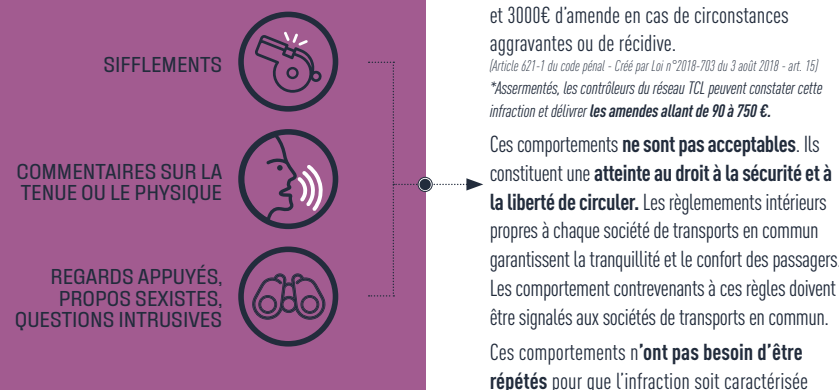 SIFFLEMENTS
COMMENTAIRES SUR LA
TENUE OU LE PHYSIQUE
REGARDS APPUYÉS,
PROPOS SEXISTES,
QUESTIONS INTRUSIVES
et 3000€ d'amende en cas de circonstances
aggravantes ou de récidive.
(Article 621-1 du code pénal - Créé par Loi n°2018-703 du 3 août 2018 - art. 15)
*Assermentés, les contrôleurs du réseau TCL peuvent constater cette
infraction et délivrer les amendes allant de 90 à 750 €.
Ces comportements ne sont pas acceptables. Ils
constituent une atteinte au droit à la sécurité et à
la liberté de circuler. Les règlemements intérieurs
propres à chaque société de transports en commun
garantissent la tranquillité et le confort des passagers.
Les comportement contrevenants à ces règles doivent
être signalés aux sociétés de transports en commun.
Ces comportements n'ont pas besoin d'être
répétés pour que l'infraction soit caractérisée